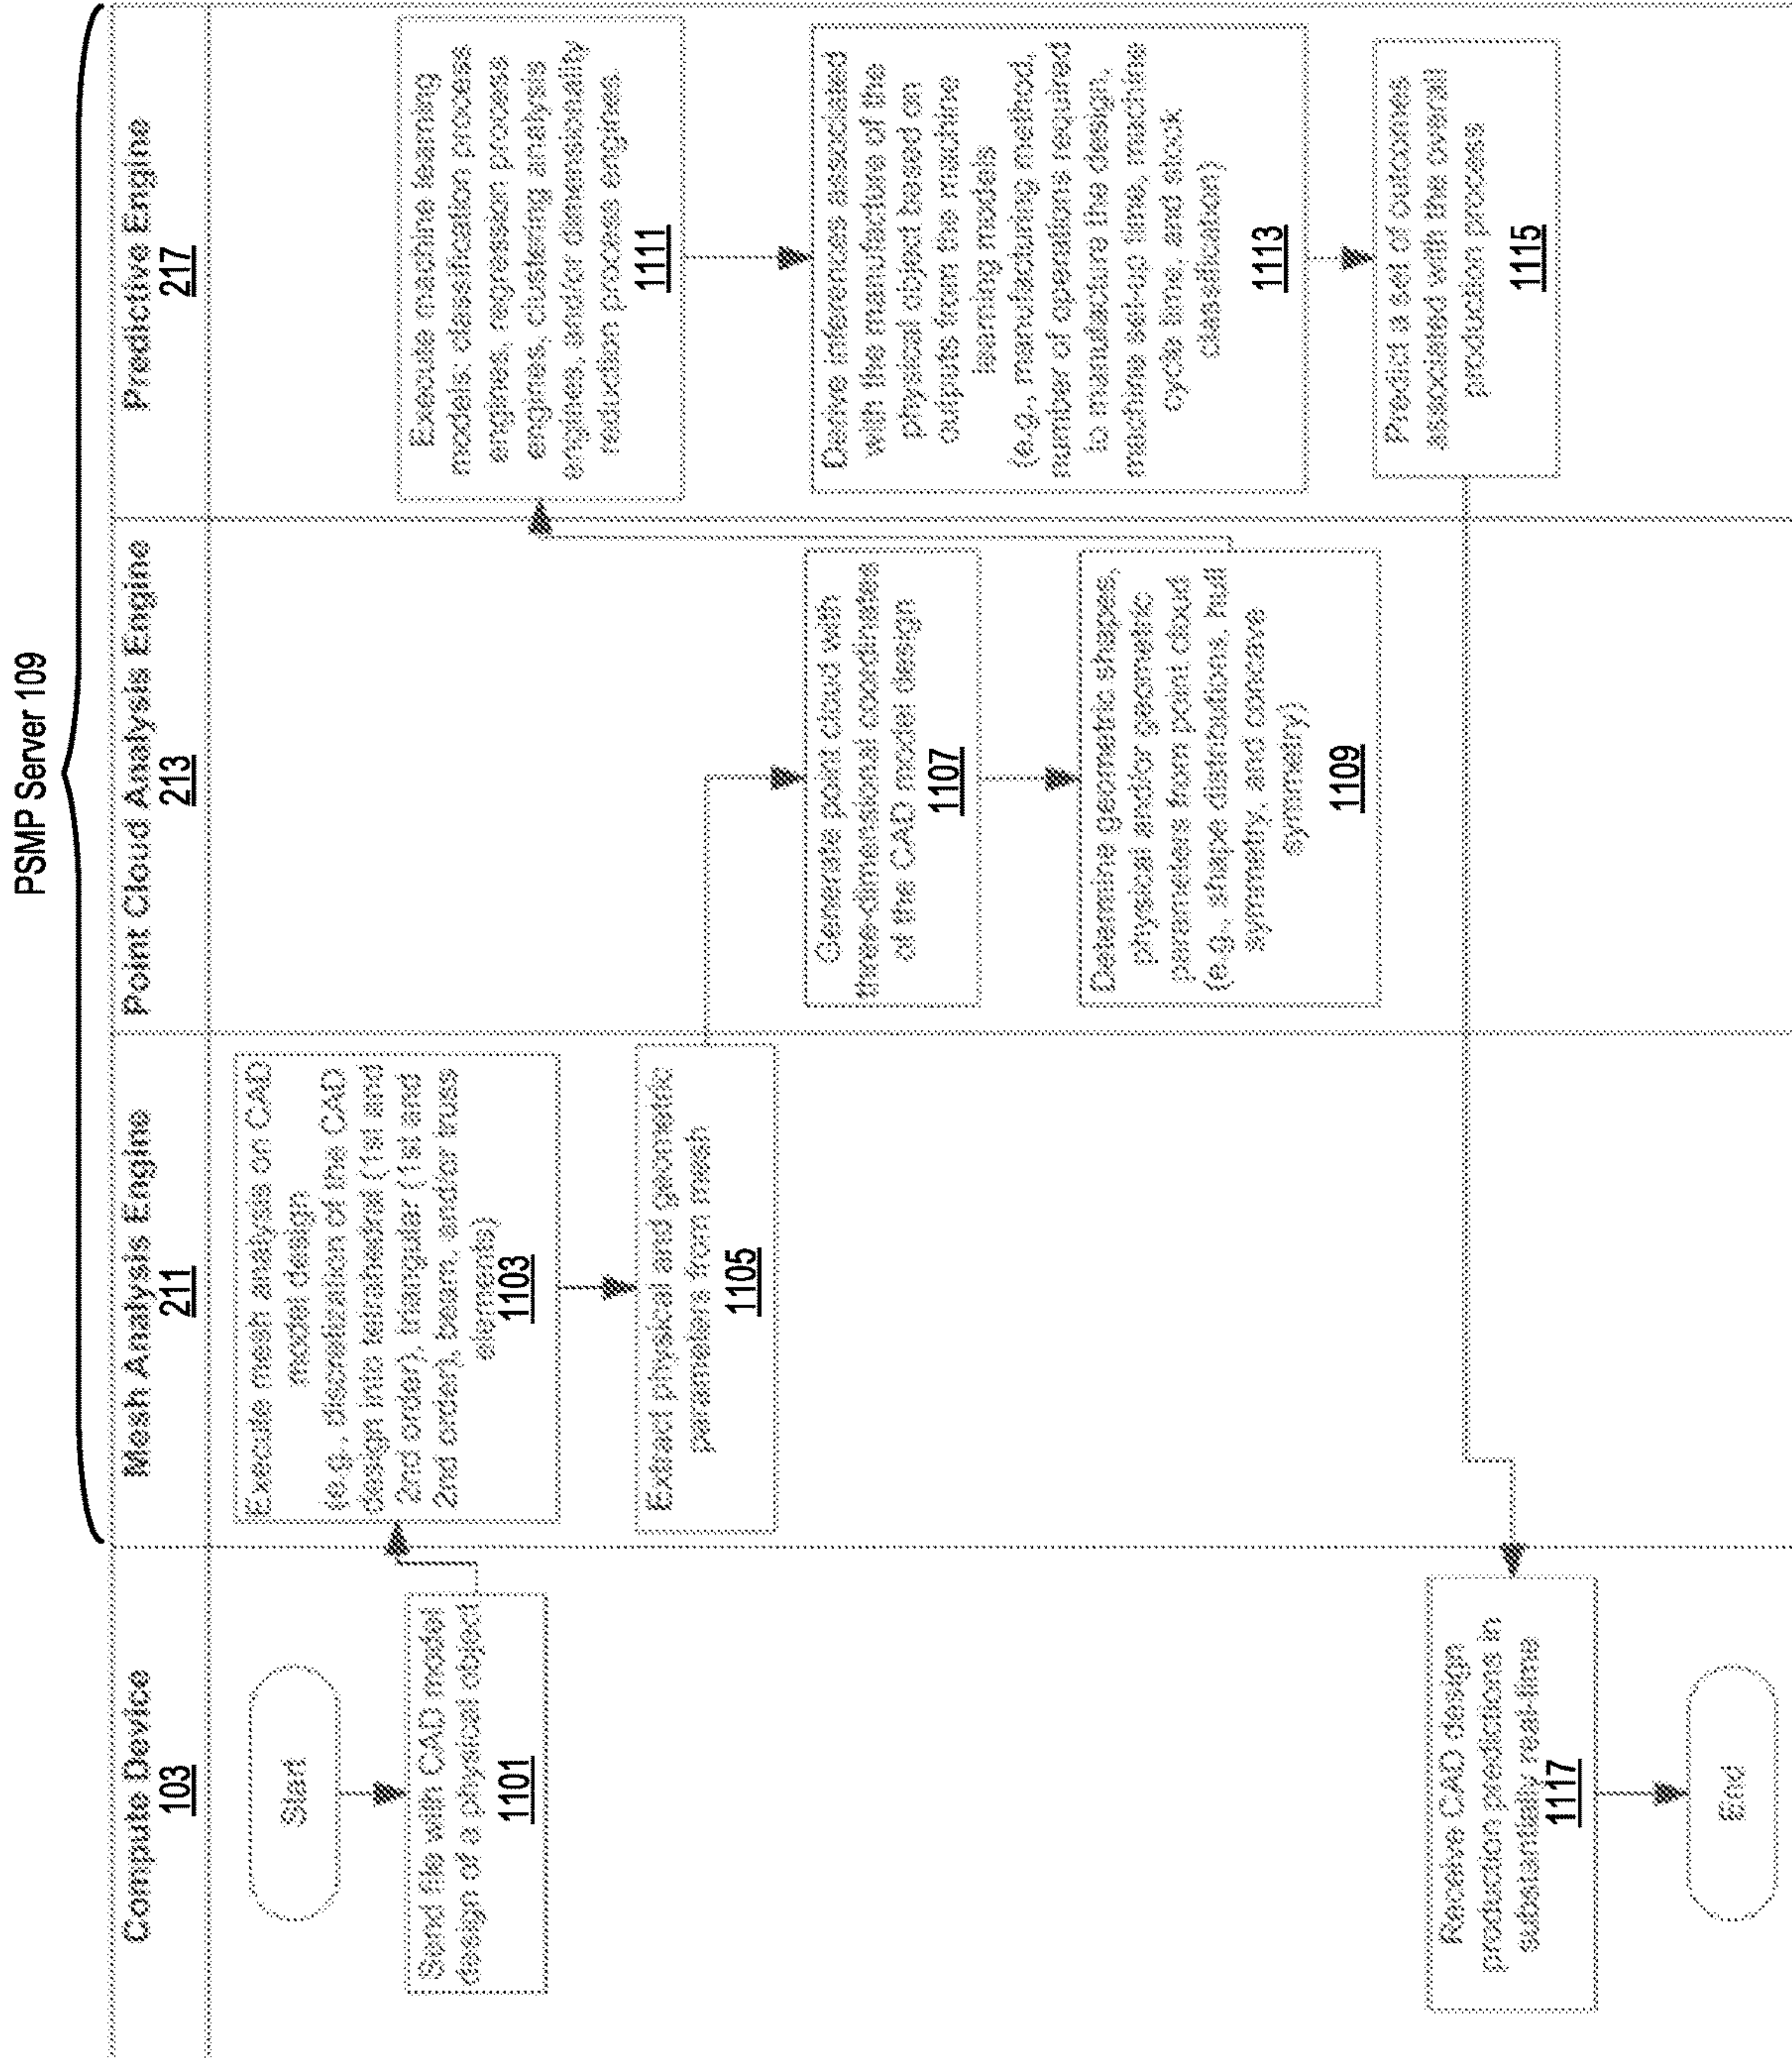 PSMP Server 109
Compute Device
103
Mesh Analysis Engine
211
Point Cloud Analysis Engine
213
Predictive Engine
217
Start
Send file with CAD model
design of a physical object
1101
Execute mesh analysis on CAD
model design
(e.g., discretization of the CAD
design into tetrahedral (1st and
2nd order), triangular (1st and
2nd order), beam, and/or truss
elements)
1103
Extract physical and geometric
parameters from mesh
1105
Generate point cloud with
three-dimensional coordinates
of the CAD model design
1107
Determine geometric shapes,
physical and/or geometric
parameters from point cloud
(e.g., shape distributions, hull
symmetry, and concave
symmetry)
1109
Execute machine learning
models: classification process
engines, regression process
engines, clustering analysis
engines, and/or dimensionality
reduction process engines.
1111
Derive inferences associated
with the manufacture of the
physical object based on
outputs from the machine
learning models
(e.g., manufacturing method,
number of operations required
to manufacture the design,
machine set-up time, machine
cycle time, and stock
classification)
1113
Predict a set of outcomes
associated with the overall
production process
1115
Receive CAD design
production predictions in
substantially real-time
1117
End